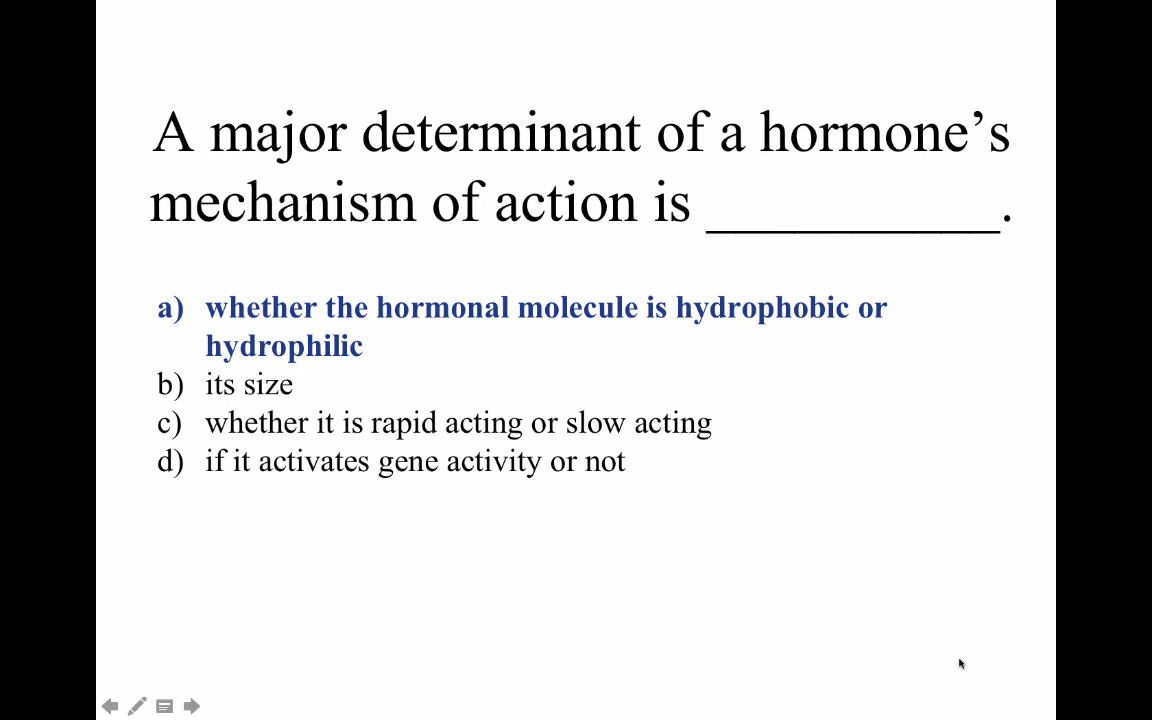 A major determinant of a hormone’s
mechanism of action is __________.
a) whether the hormonal molecule is hydrophobic or
hydrophilic
b) its size
c) whether it is rapid acting or slow acting
d) if it activates gene activity or not